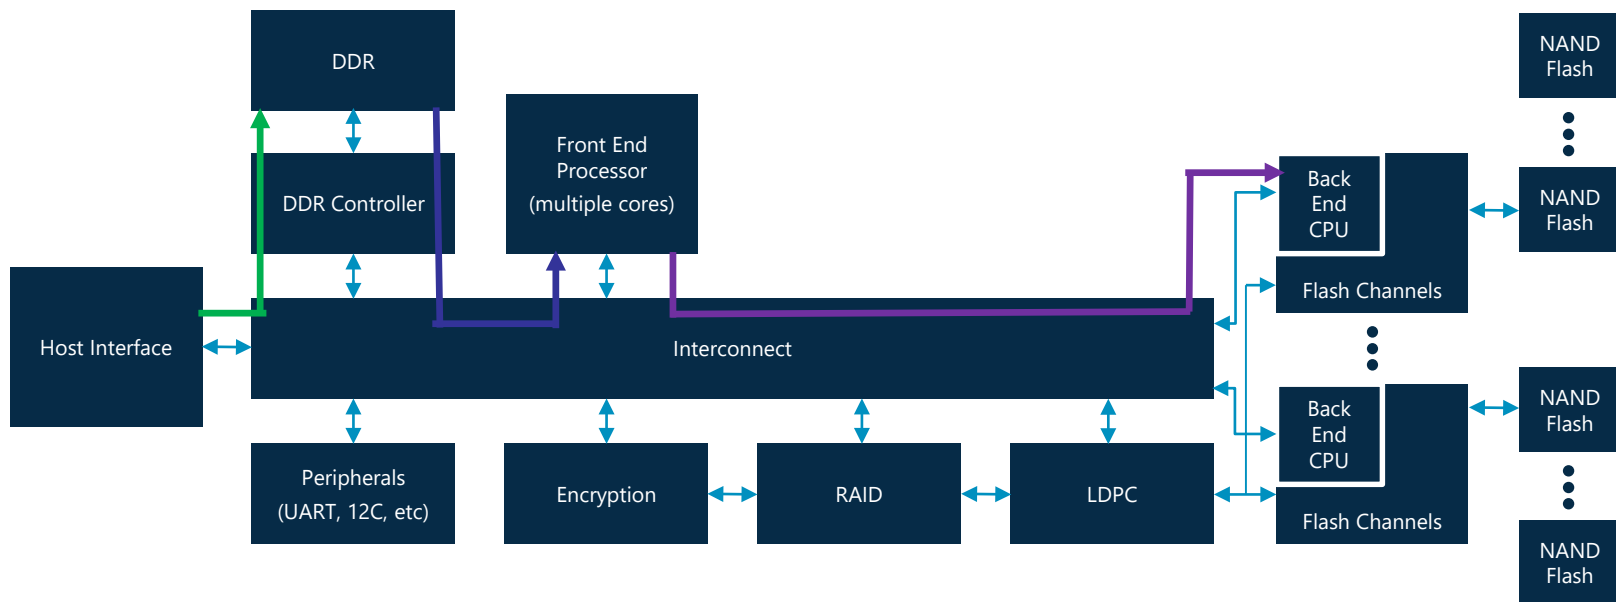 DDR
NAND
Flash
Front End
Processor
(multiple cores)
DDR Controller
Back
End
CPU
NAND
Flash
Flash Channels
Host Interface
Interconnect
Back
End
CPU
NAND
Flash
Peripherals
(UART, 12C, etc)
Encryption
RAID
LDPC
Flash Channels
NAND
Flash